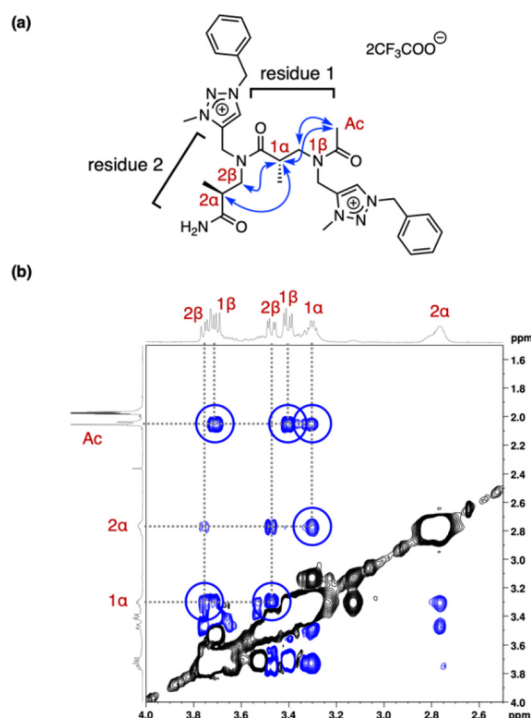 (a)
2CF₃COO⊖
residue 1
N N
N
⊕
N
O
1α
1β
Ac
N
N
O
residue 2
2β
2α
H₂N
O
N
N N
⊕
(b)
2β 1β 2β 1β 1α 2α
ppm
Ac
2α
1α
1.6
1.8
2.0
2.2
2.4
2.6
2.8
3.0
3.2
3.4
3.6
3.8
4.0
4.0 3.8 3.6 3.4 3.2 3.0 2.8 2.6 ppm